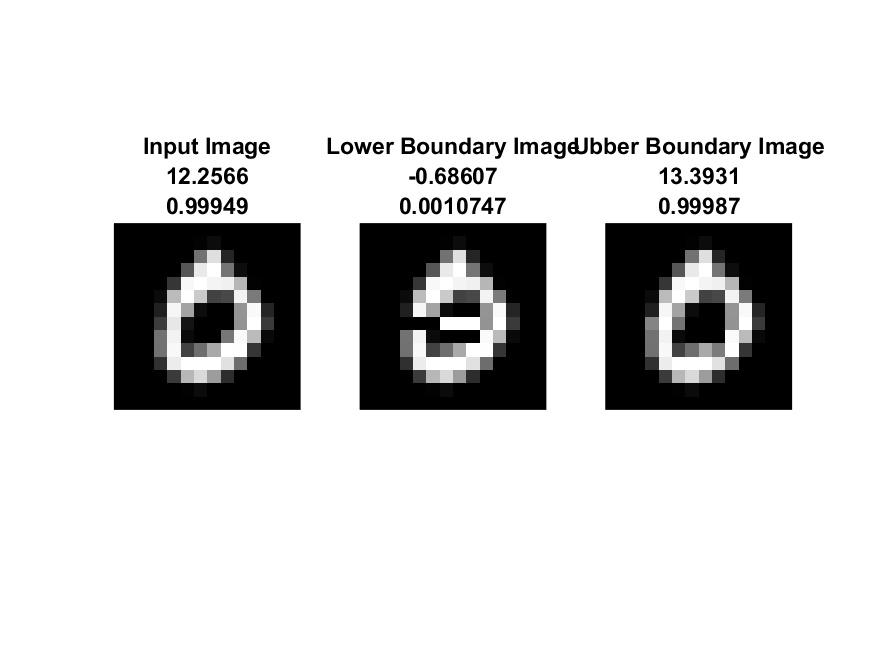 Input Image
12.2566
0.99949
Lower Boundary Image
-0.68607
0.0010747
Ubber Boundary Image
13.3931
0.99987